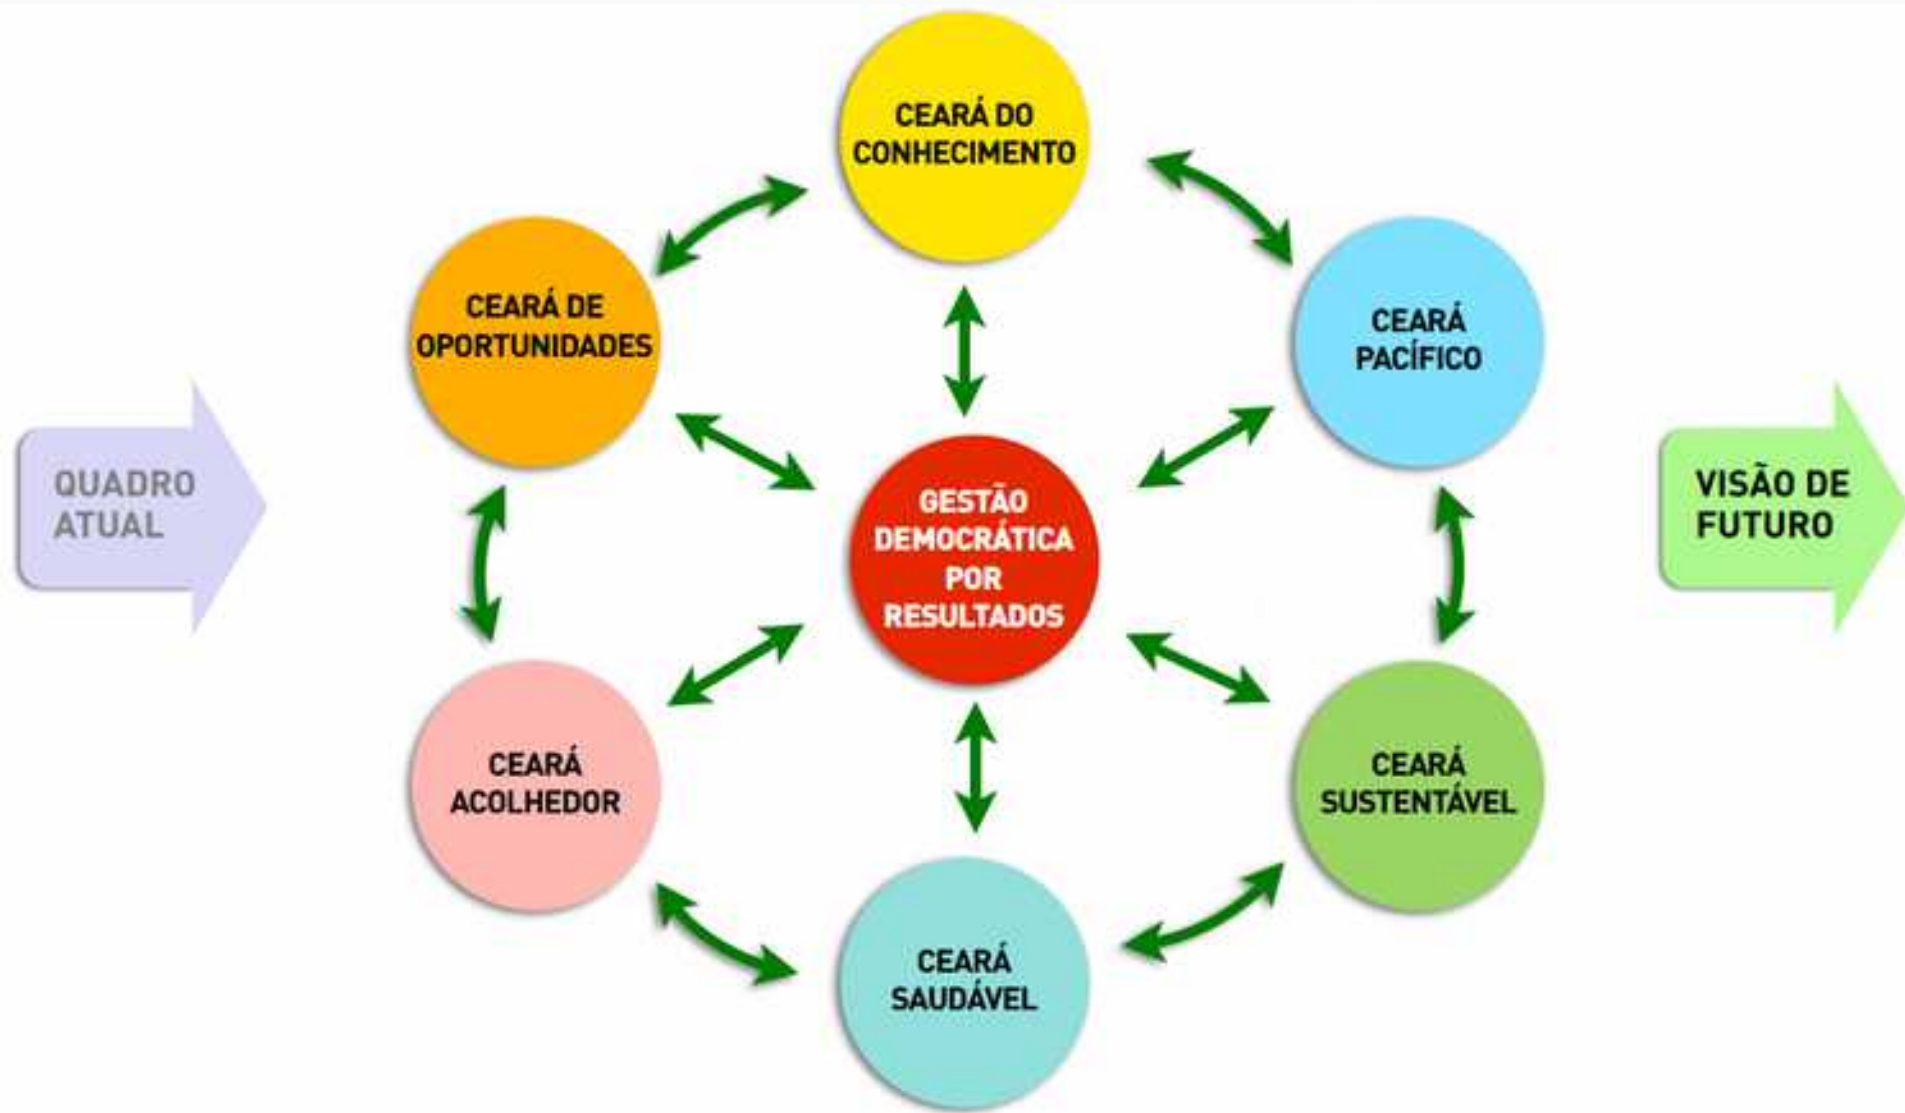 CEARÁ DO
CONHECIMENTO
CEARÁ DE
OPORTUNIDADES
CEARÁ
PACÍFICO
QUADRO
ATUAL
GESTÃO
DEMOCRÁTICA
POR
RESULTADOS
VISÃO DE
FUTURO
CEARÁ
ACOLHEDOR
CEARÁ
SUSTENTÁVEL
CEARÁ
SAUDÁVEL